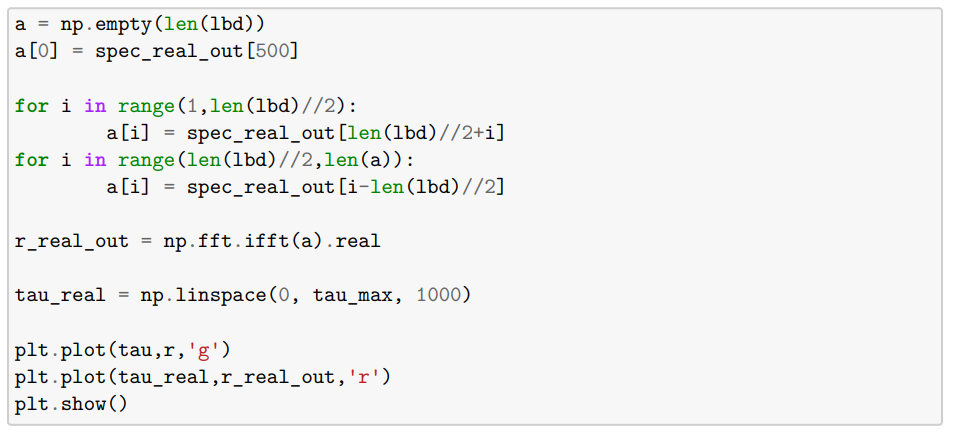 a = np.empty(len(lbd))
a[0] = spec_real_out[500]

for i in range(1,len(lbd)//2):
        a[i] = spec_real_out[len(lbd)//2+i]
for i in range(len(lbd)//2,len(a)):
        a[i] = spec_real_out[i-len(lbd)//2]

r_real_out = np.fft.ifft(a).real

tau_real = np.linspace(0, tau_max, 1000)

plt.plot(tau,r,'g')
plt.plot(tau_real,r_real_out,'r')
plt.show()